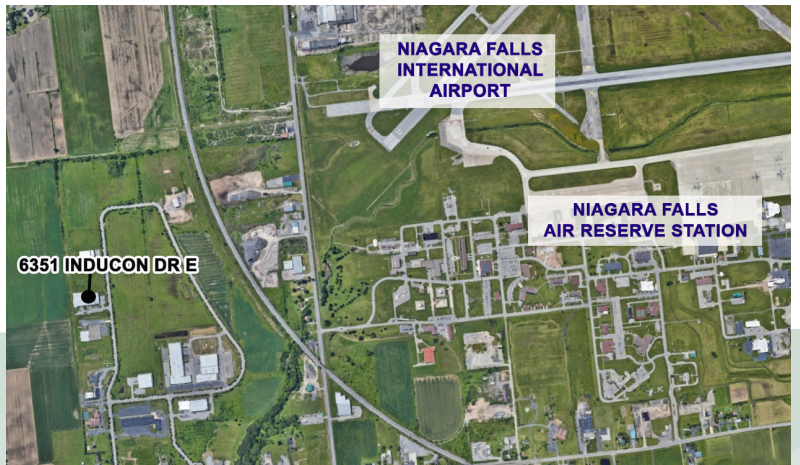 NIAGARA FALLS
INTERNATIONAL
AIRPORT
NIAGARA FALLS
AIR RESERVE STATION
6351 INDUCON DR E